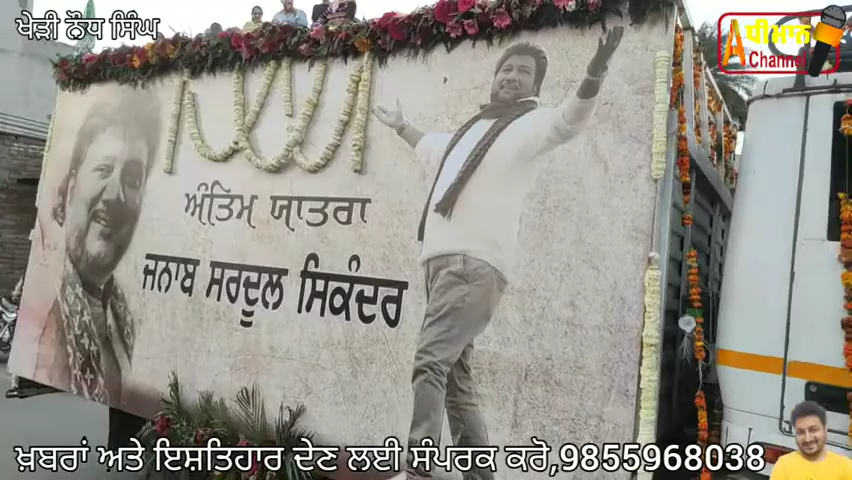 ਖੇੜੀ ਨੌਧ ਸਿੰਘ
A ਧੀਮਾਨ
Channel
ਅੰਤਿਮ ਯਾਤਰਾ
ਜਨਾਬ ਸਰਦੂਲ ਸਿਕੰਦਰ
ਖ਼ਬਰਾਂ ਅਤੇ ਇਸ਼ਤਿਹਾਰ ਦੇਣ ਲਈ ਸੰਪਰਕ ਕਰੋ,9855968038